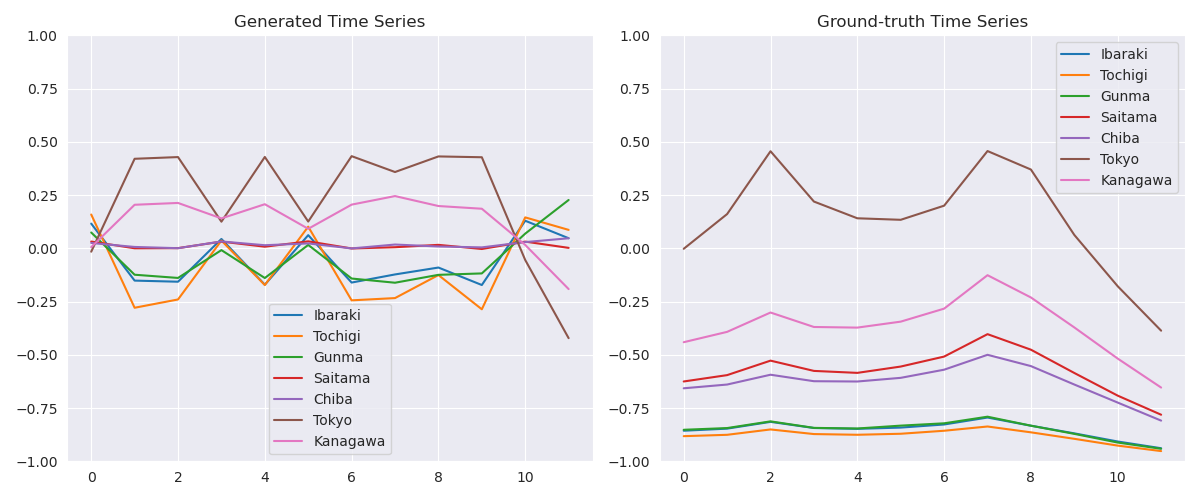 Generated Time Series
1.00
0.75
0.50
0.25
0.00
−0.25
−0.50
−0.75
−1.00
0 2 4 6 8 10
Ibaraki
Tochigi
Gunma
Saitama
Chiba
Tokyo
Kanagawa
Ground-truth Time Series
1.00
0.75
0.50
0.25
0.00
−0.25
−0.50
−0.75
−1.00
0 2 4 6 8 10
Ibaraki
Tochigi
Gunma
Saitama
Chiba
Tokyo
Kanagawa